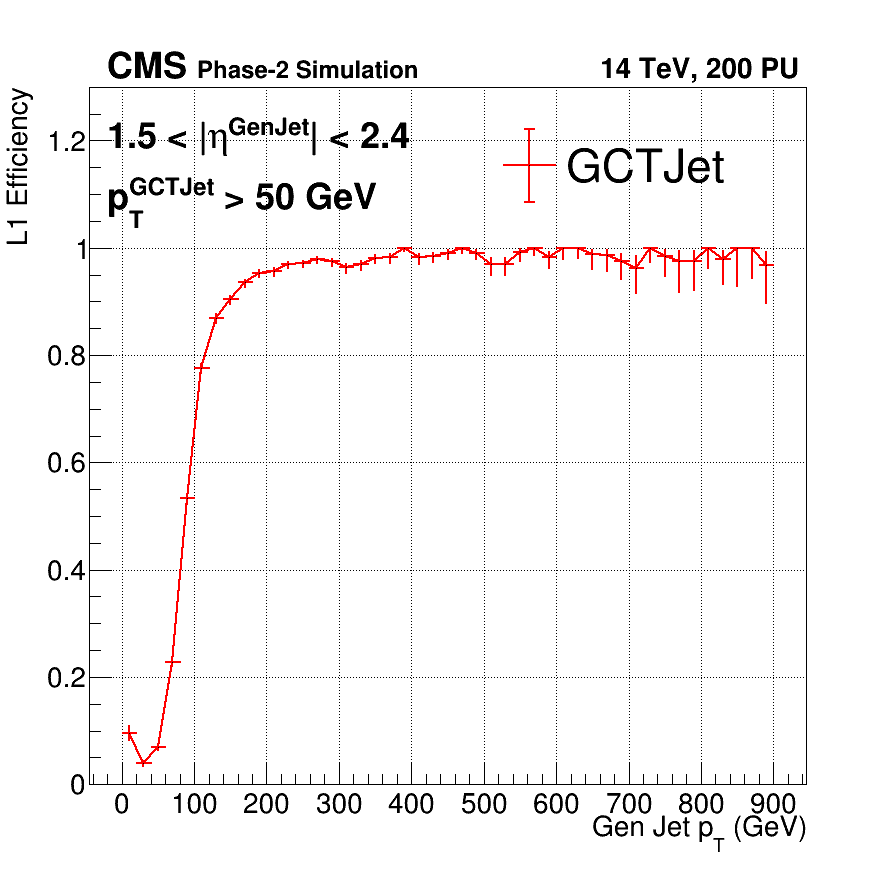 CMS Phase-2 Simulation 14 TeV, 200 PU
L1 Efficiency
1.5 < |η^GenJet| < 2.4
p_T^GCTJet > 50 GeV
GCTJet
1.2
1
0.8
0.6
0.4
0.2
0
0 100 200 300 400 500 600 700 800 900
Gen Jet p_T (GeV)